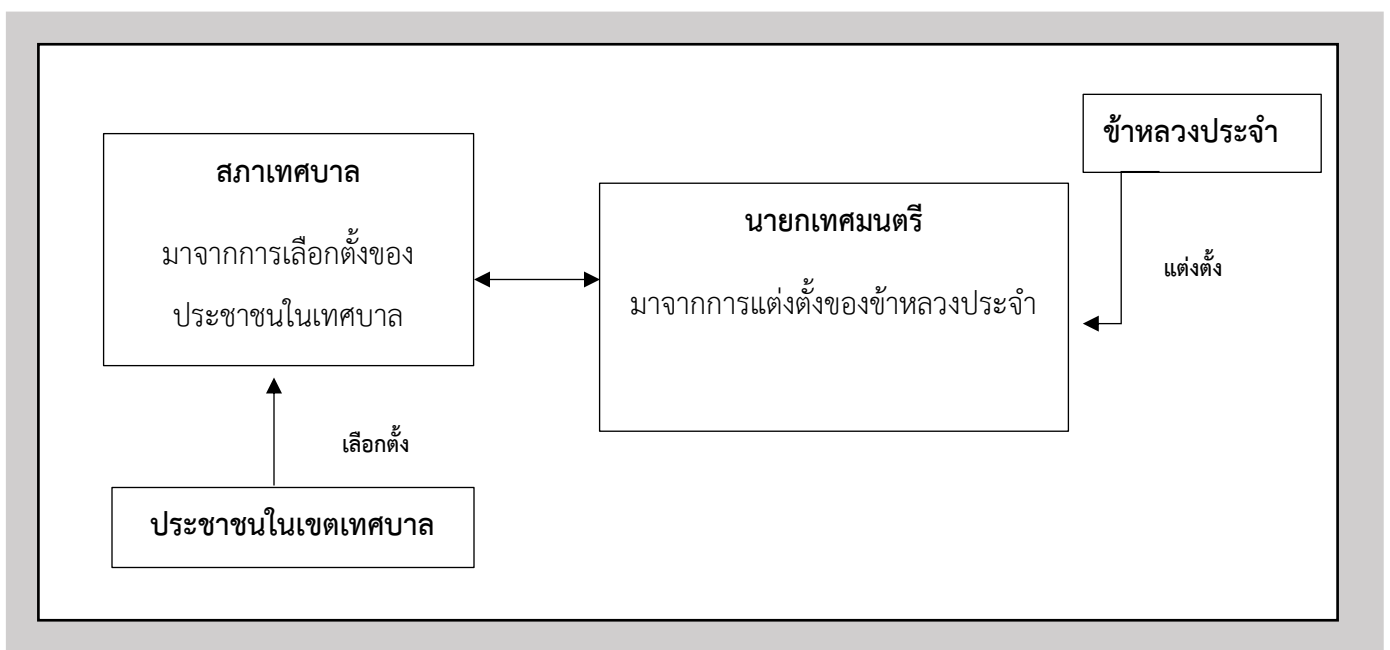 ข้าหลวงประจำ
สภาเทศบาล
มาจากการเลือกตั้งของ
ประชาชนในเทศบาล
นายกเทศมนตรี
มาจากการแต่งตั้งของข้าหลวงประจำ
แต่งตั้ง
เลือกตั้ง
ประชาชนในเขตเทศบาล